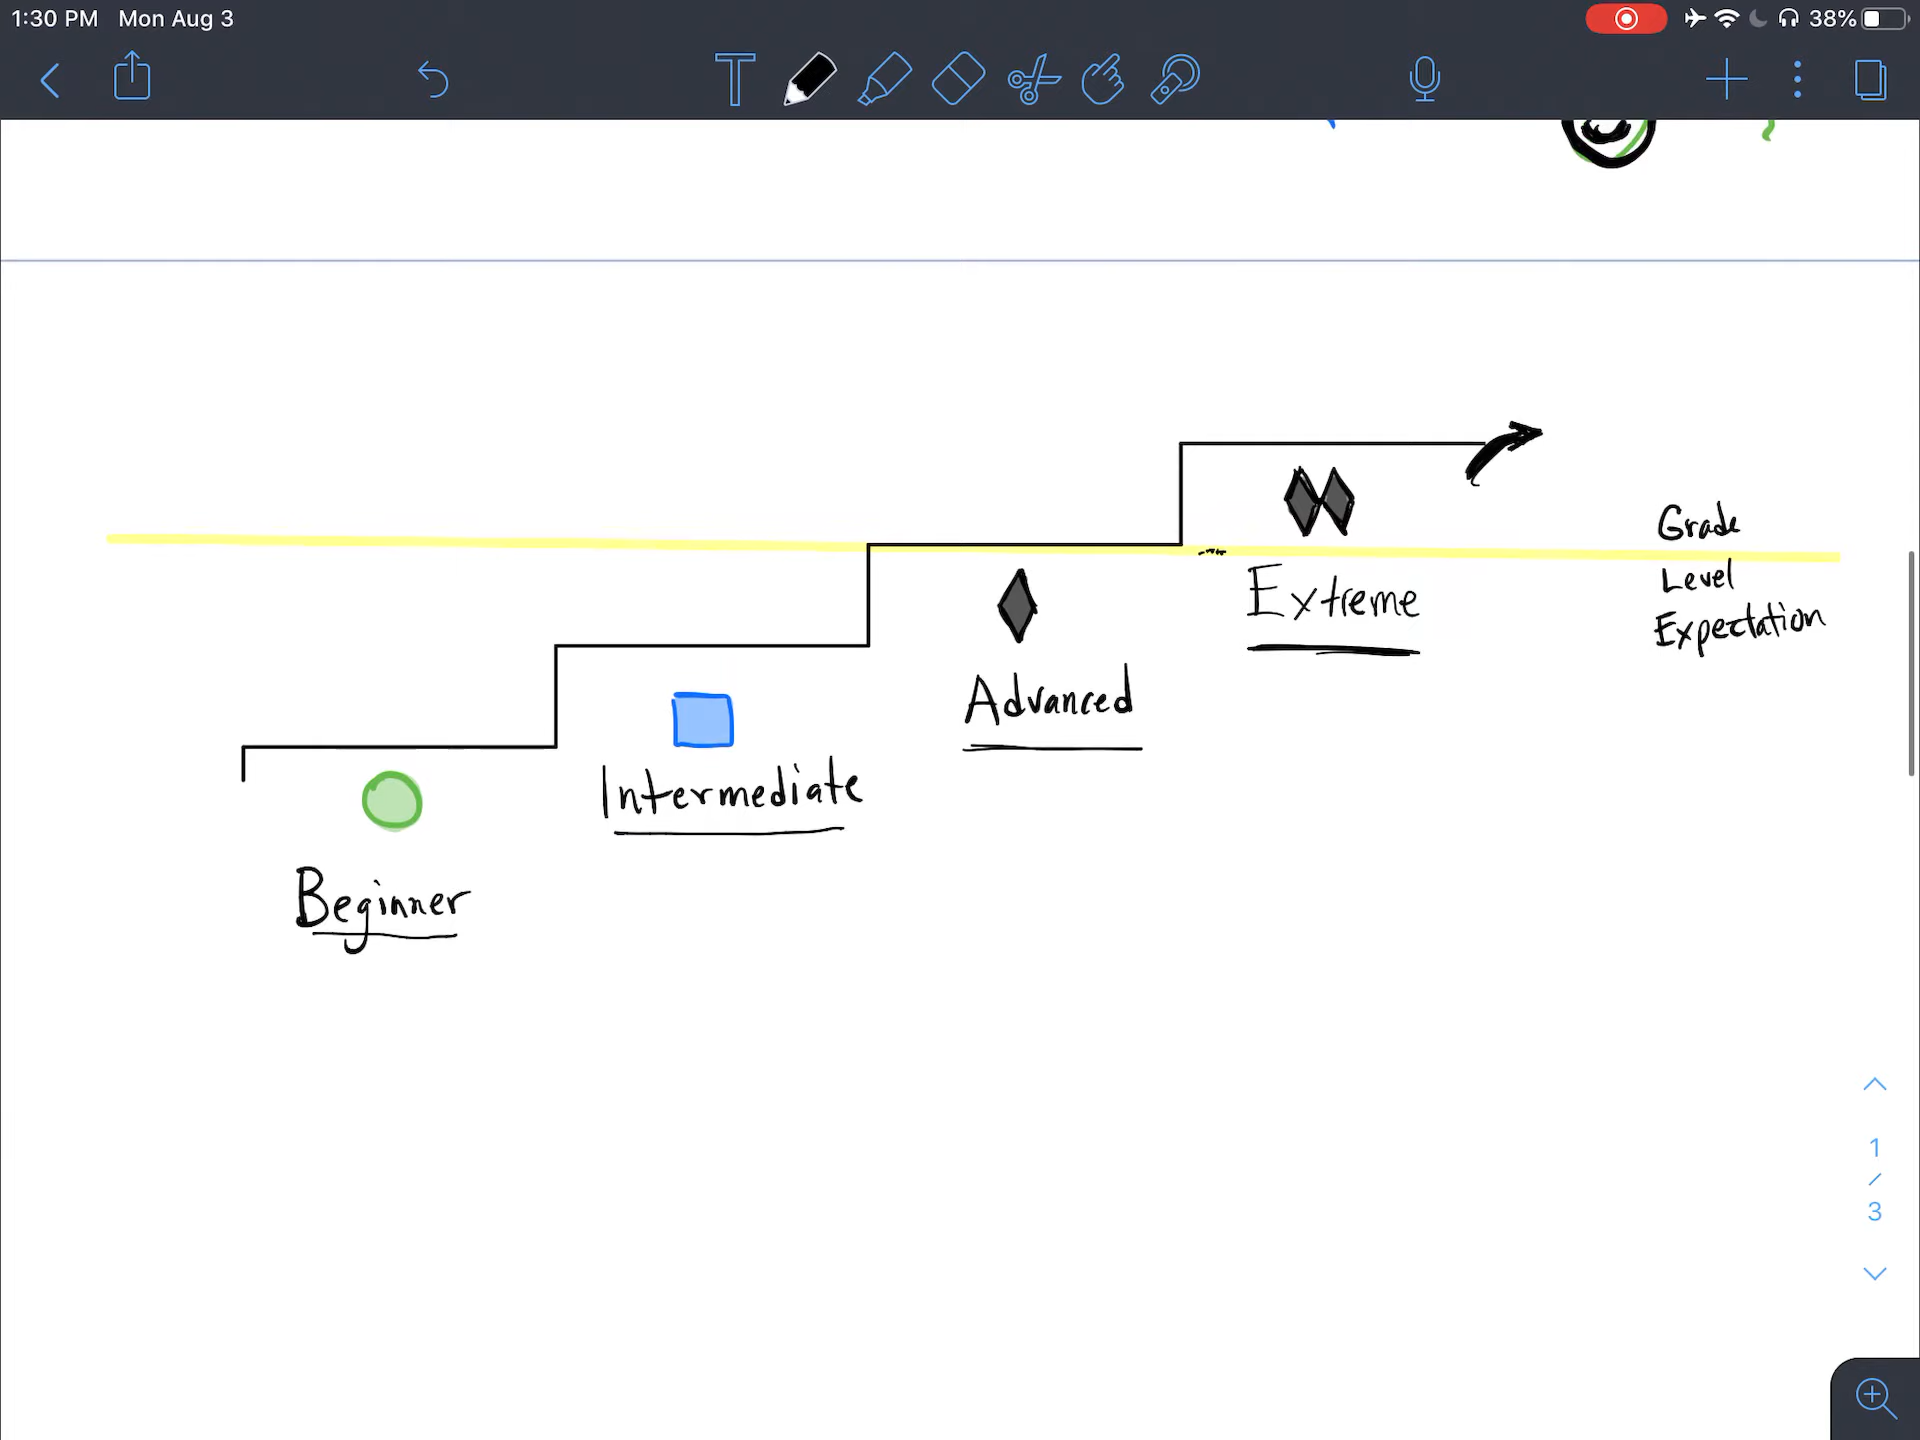 1:30 PM Mon Aug 3
38%
Grade
Level
Expectation
Extreme
Advanced
Intermediate
Beginner
1
/
3